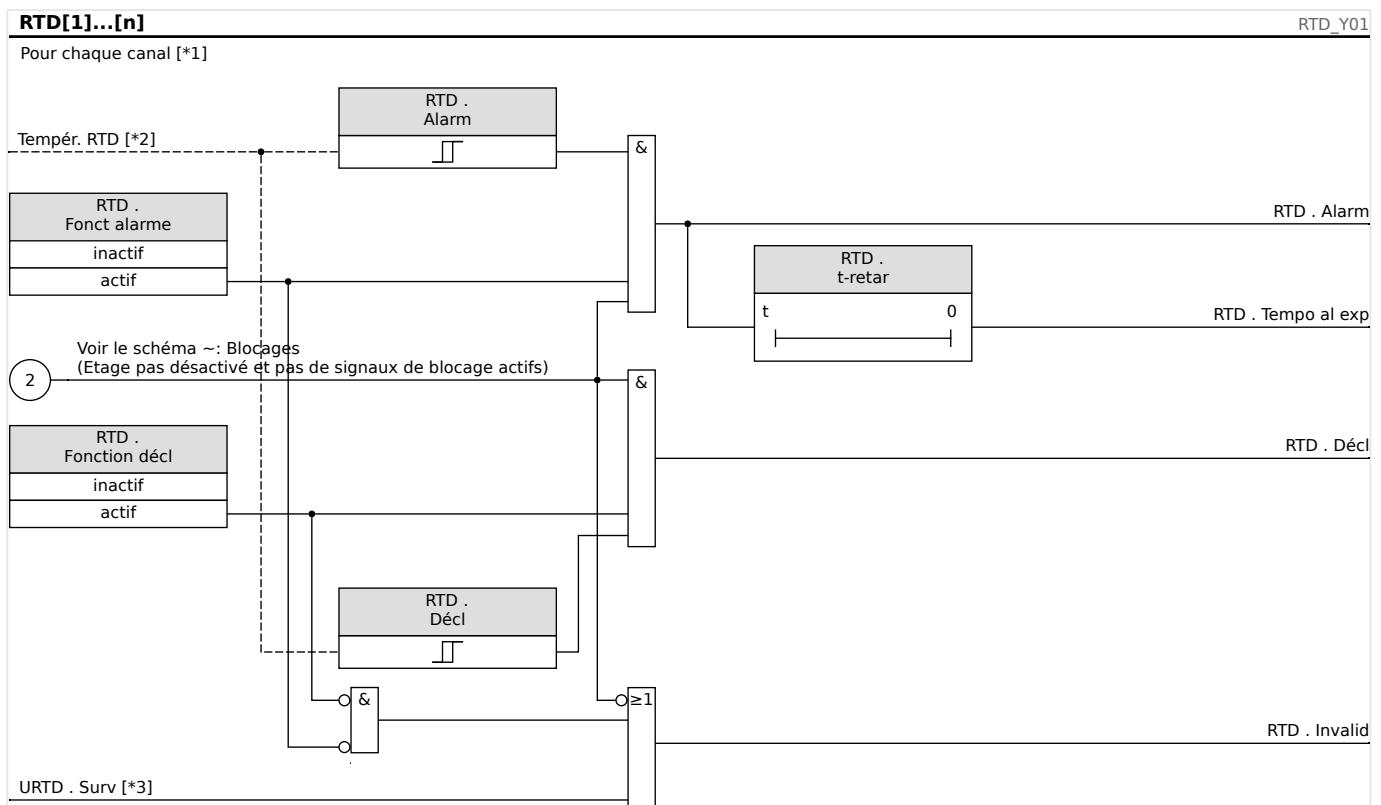 RTD[1]...[n]
RTD_Y01
Pour chaque canal [*1]
RTD .
Alarm
Tempér. RTD [*2]
&
RTD .
Fonct alarme
inactif
actif
RTD . Alarm
RTD .
t-retar
t
0
RTD . Tempo al exp
Voir le schéma ~: Blocages
(Etage pas désactivé et pas de signaux de blocage actifs)
2
&
RTD .
Fonction décl
inactif
actif
RTD . Décl
RTD .
Décl
&
≥1
RTD . Invalid
URTD . Surv [*3]